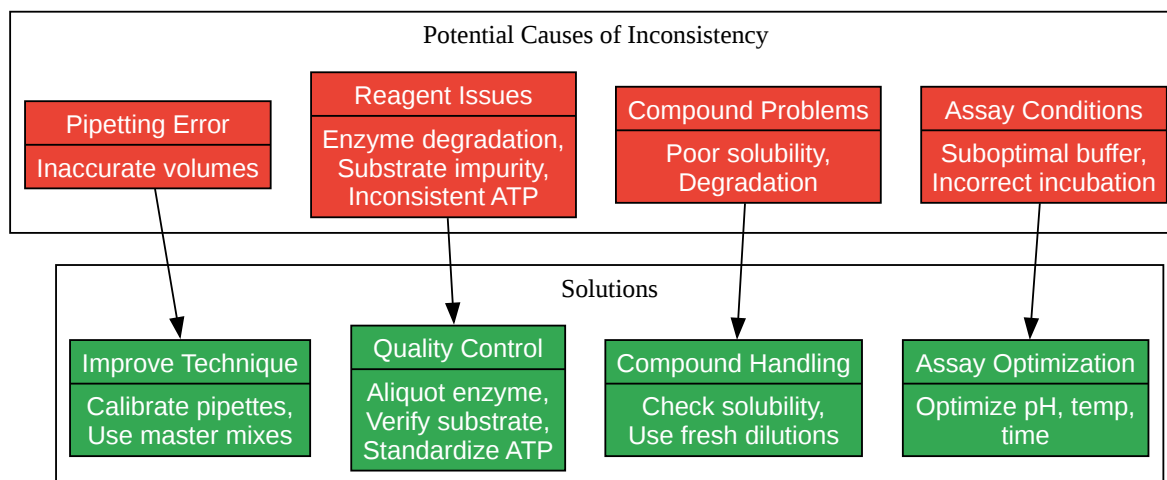 Potential Causes of Inconsistency
Pipetting Error
Inaccurate volumes
Reagent Issues
Enzyme degradation,
Substrate impurity,
Inconsistent ATP
Compound Problems
Poor solubility,
Degradation
Assay Conditions
Suboptimal buffer,
Incorrect incubation
Solutions
Improve Technique
Calibrate pipettes,
Use master mixes
Quality Control
Aliquot enzyme,
Verify substrate,
Standardize ATP
Compound Handling
Check solubility,
Use fresh dilutions
Assay Optimization
Optimize pH, temp,
time